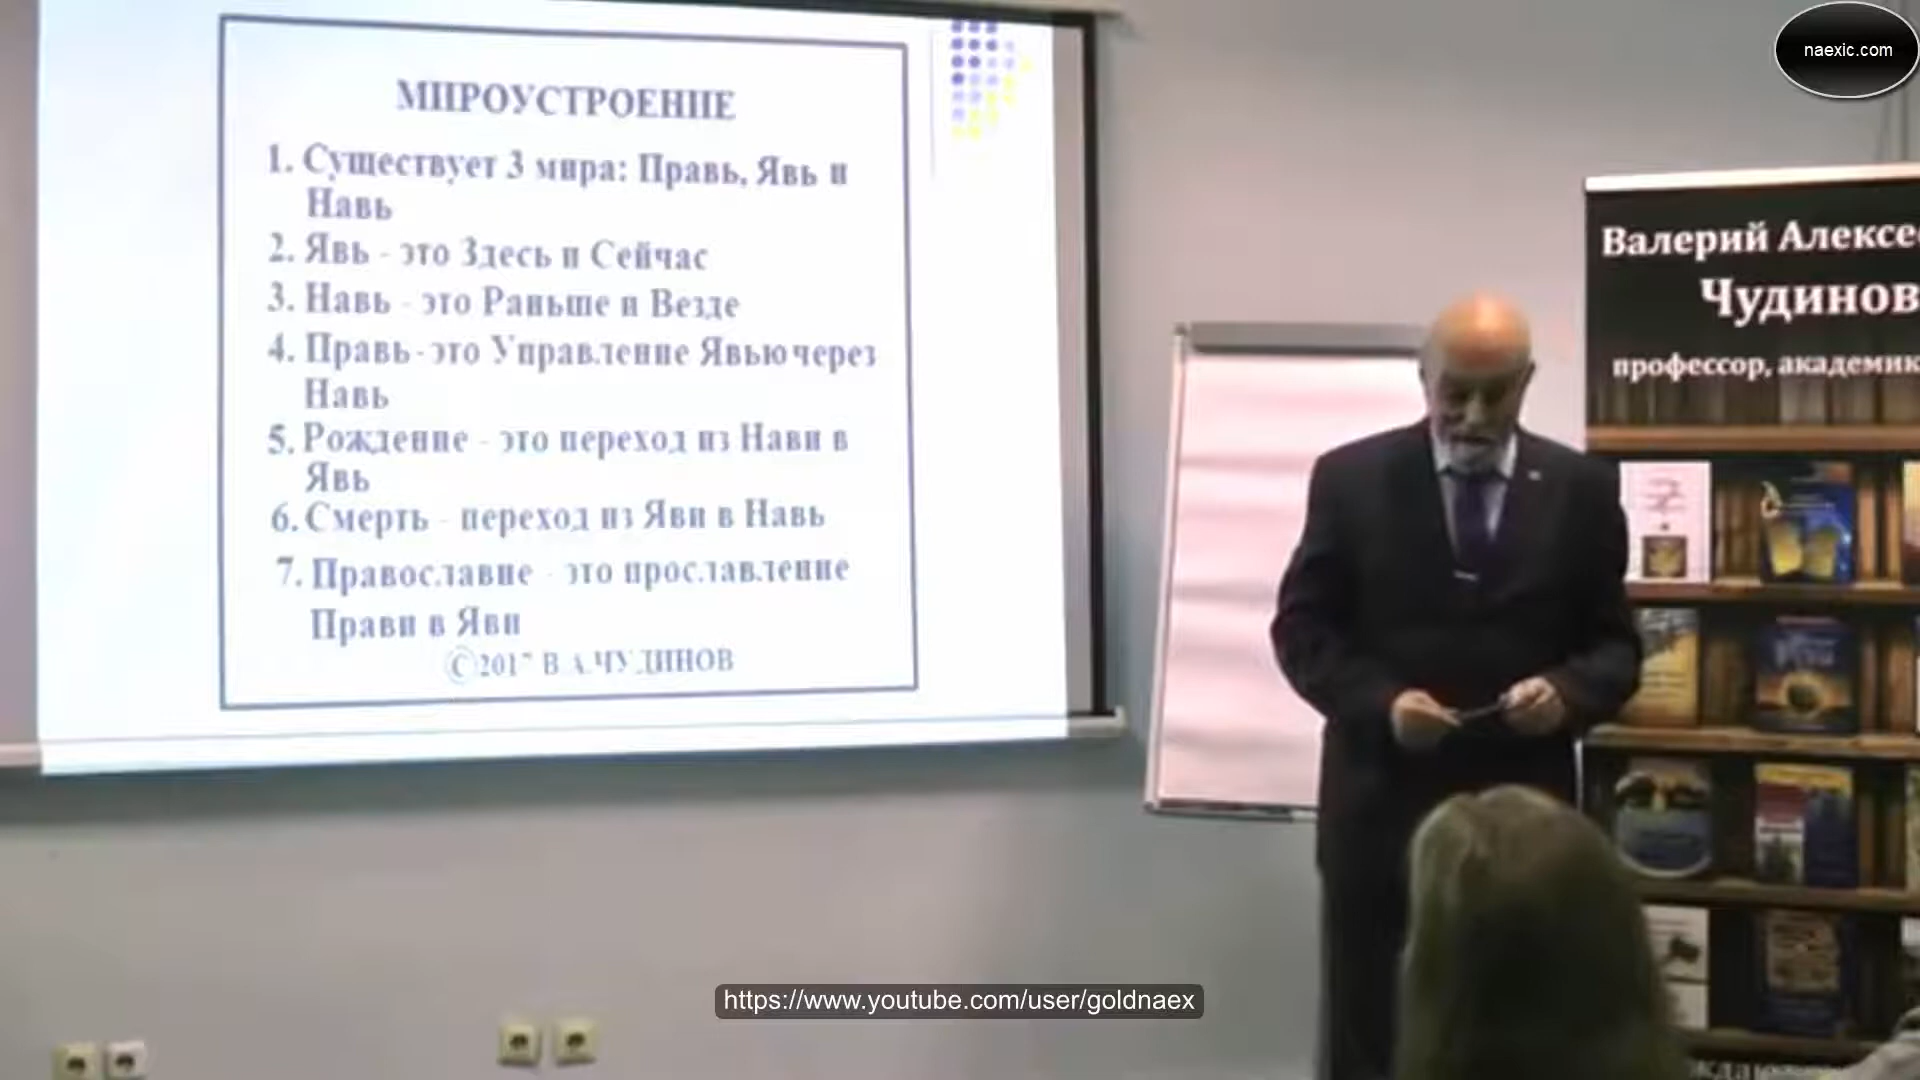 МИРОУСТРОЕНИЕ
1. Существует 3 мира: Правь, Явь и
Навь
2. Явь - это Здесь и Сейчас
3. Навь - это Раньше и Везде
4. Правь - это Управление Явью через
Навь
5. Рождение - это переход из Нави в
Явь
6. Смерть - переход из Яви в Навь
7. Православие - это прославление
Прави в Яви
© 2017 В.А.ЧУДИНОВ
naexic.com
Валерий Алексе
Чудинов
профессор, академик
https://www.youtube.com/user/goldnaex